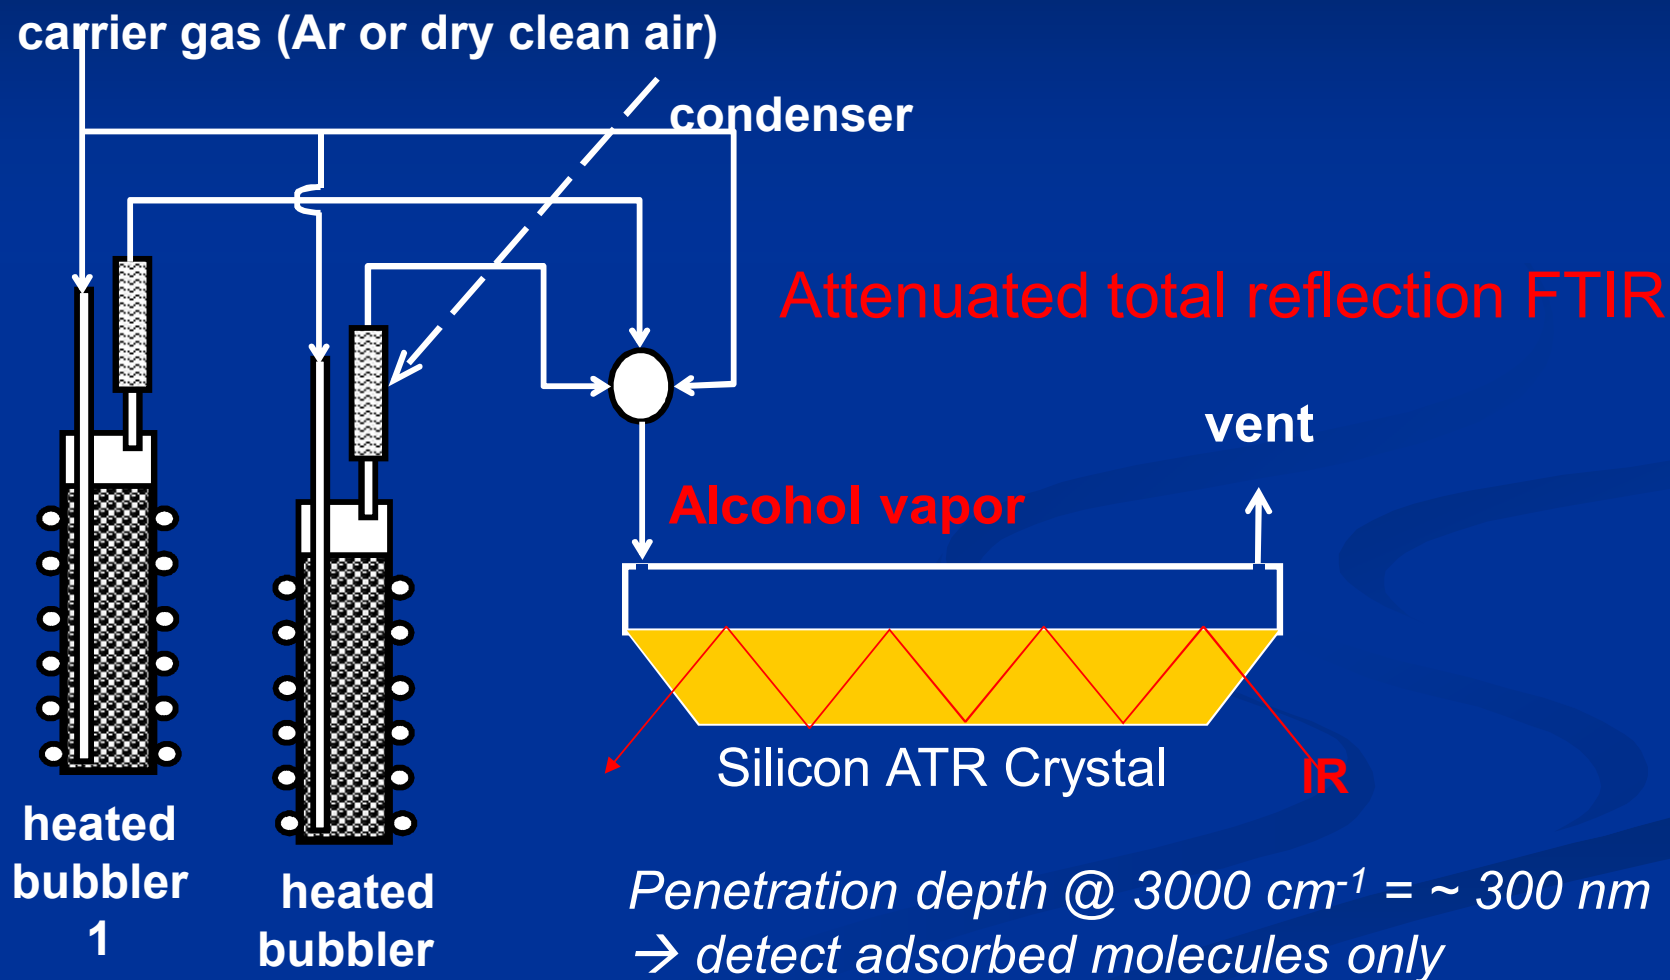 carrier gas (Ar or dry clean air)
condenser
Attenuated total reflection FTIR
vent
Alcohol vapor
Silicon ATR Crystal
IR
heated
bubbler
1
heated
bubbler
Penetration depth @ 3000 cm⁻¹ = ~ 300 nm
→ detect adsorbed molecules only